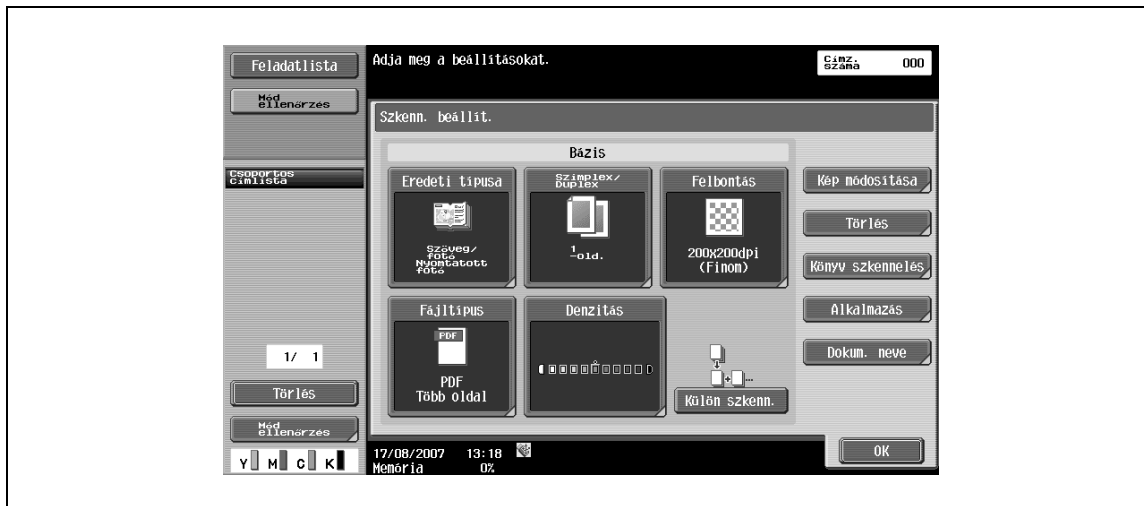 Feladatlista
Mód
ellenőrzés
Csoportos
Címlista
1/ 1
Törlés
Mód
ellenőrzés
Y M C K
Adja meg a beállításokat.
Címz.
száma 000
Szkenn. beállít.
Bázis
Eredeti típusa
Szöveg/
fotó
Nyomtatott
fotó
Szimplex/
Duplex
1
-old.
Felbontás
200x200dpi
(Finom)
Fájltípus
PDF
PDF
Több oldal
Denzitás
Külön szkenn.
Kép módosítása
Törlés
Könyv szkennelés
Alkalmazás
Dokum. neve
17/08/2007 13:18
Memória 0%
OK